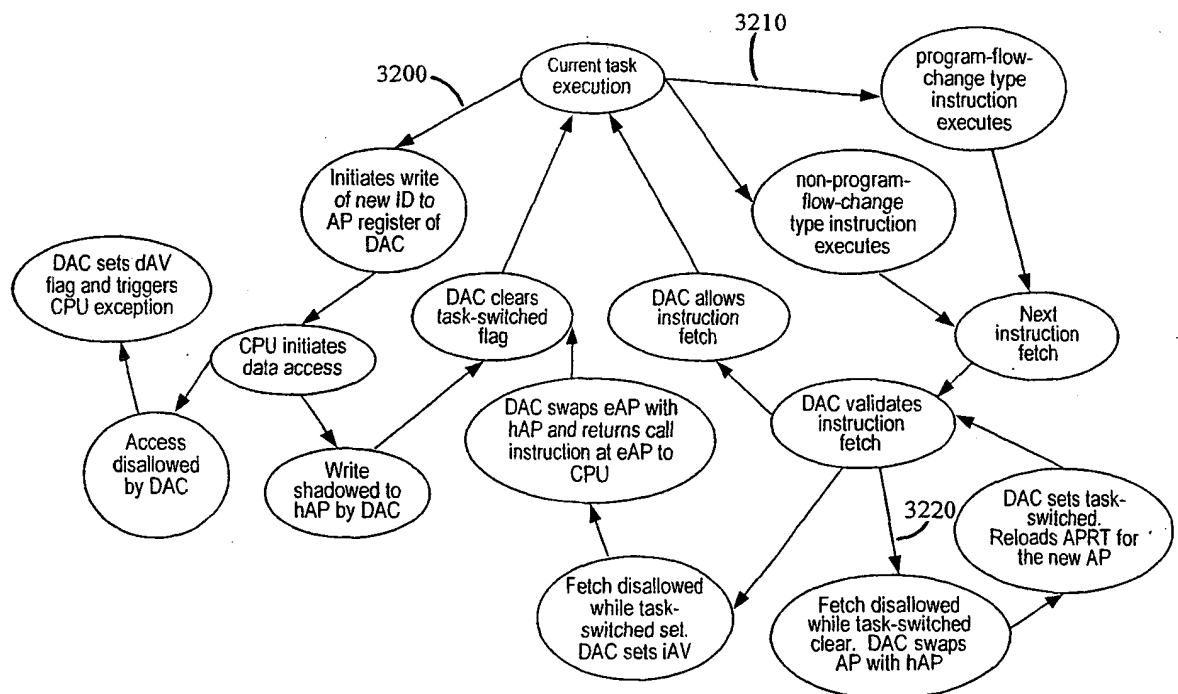 3210
3200
Current task
execution
program-flow-
change type
instruction
executes
Initiates write
of new ID to
AP register of
DAC
non-program-
flow-change
type instruction
executes
DAC sets dAV
flag and triggers
CPU exception
DAC clears
task-switched
flag
DAC allows
instruction
fetch
Next
instruction
fetch
CPU initiates
data access
DAC swaps eAP with
hAP and returns call
instruction at eAP to
CPU
DAC validates
instruction
fetch
Access
disallowed
by DAC
Write
shadowed to
hAP by DAC
3220
DAC sets task-
switched.
Reloads APRT for
the new AP
Fetch disallowed
while task-
switched set.
DAC sets iAV
Fetch disallowed
while task-switched
clear. DAC swaps
AP with hAP